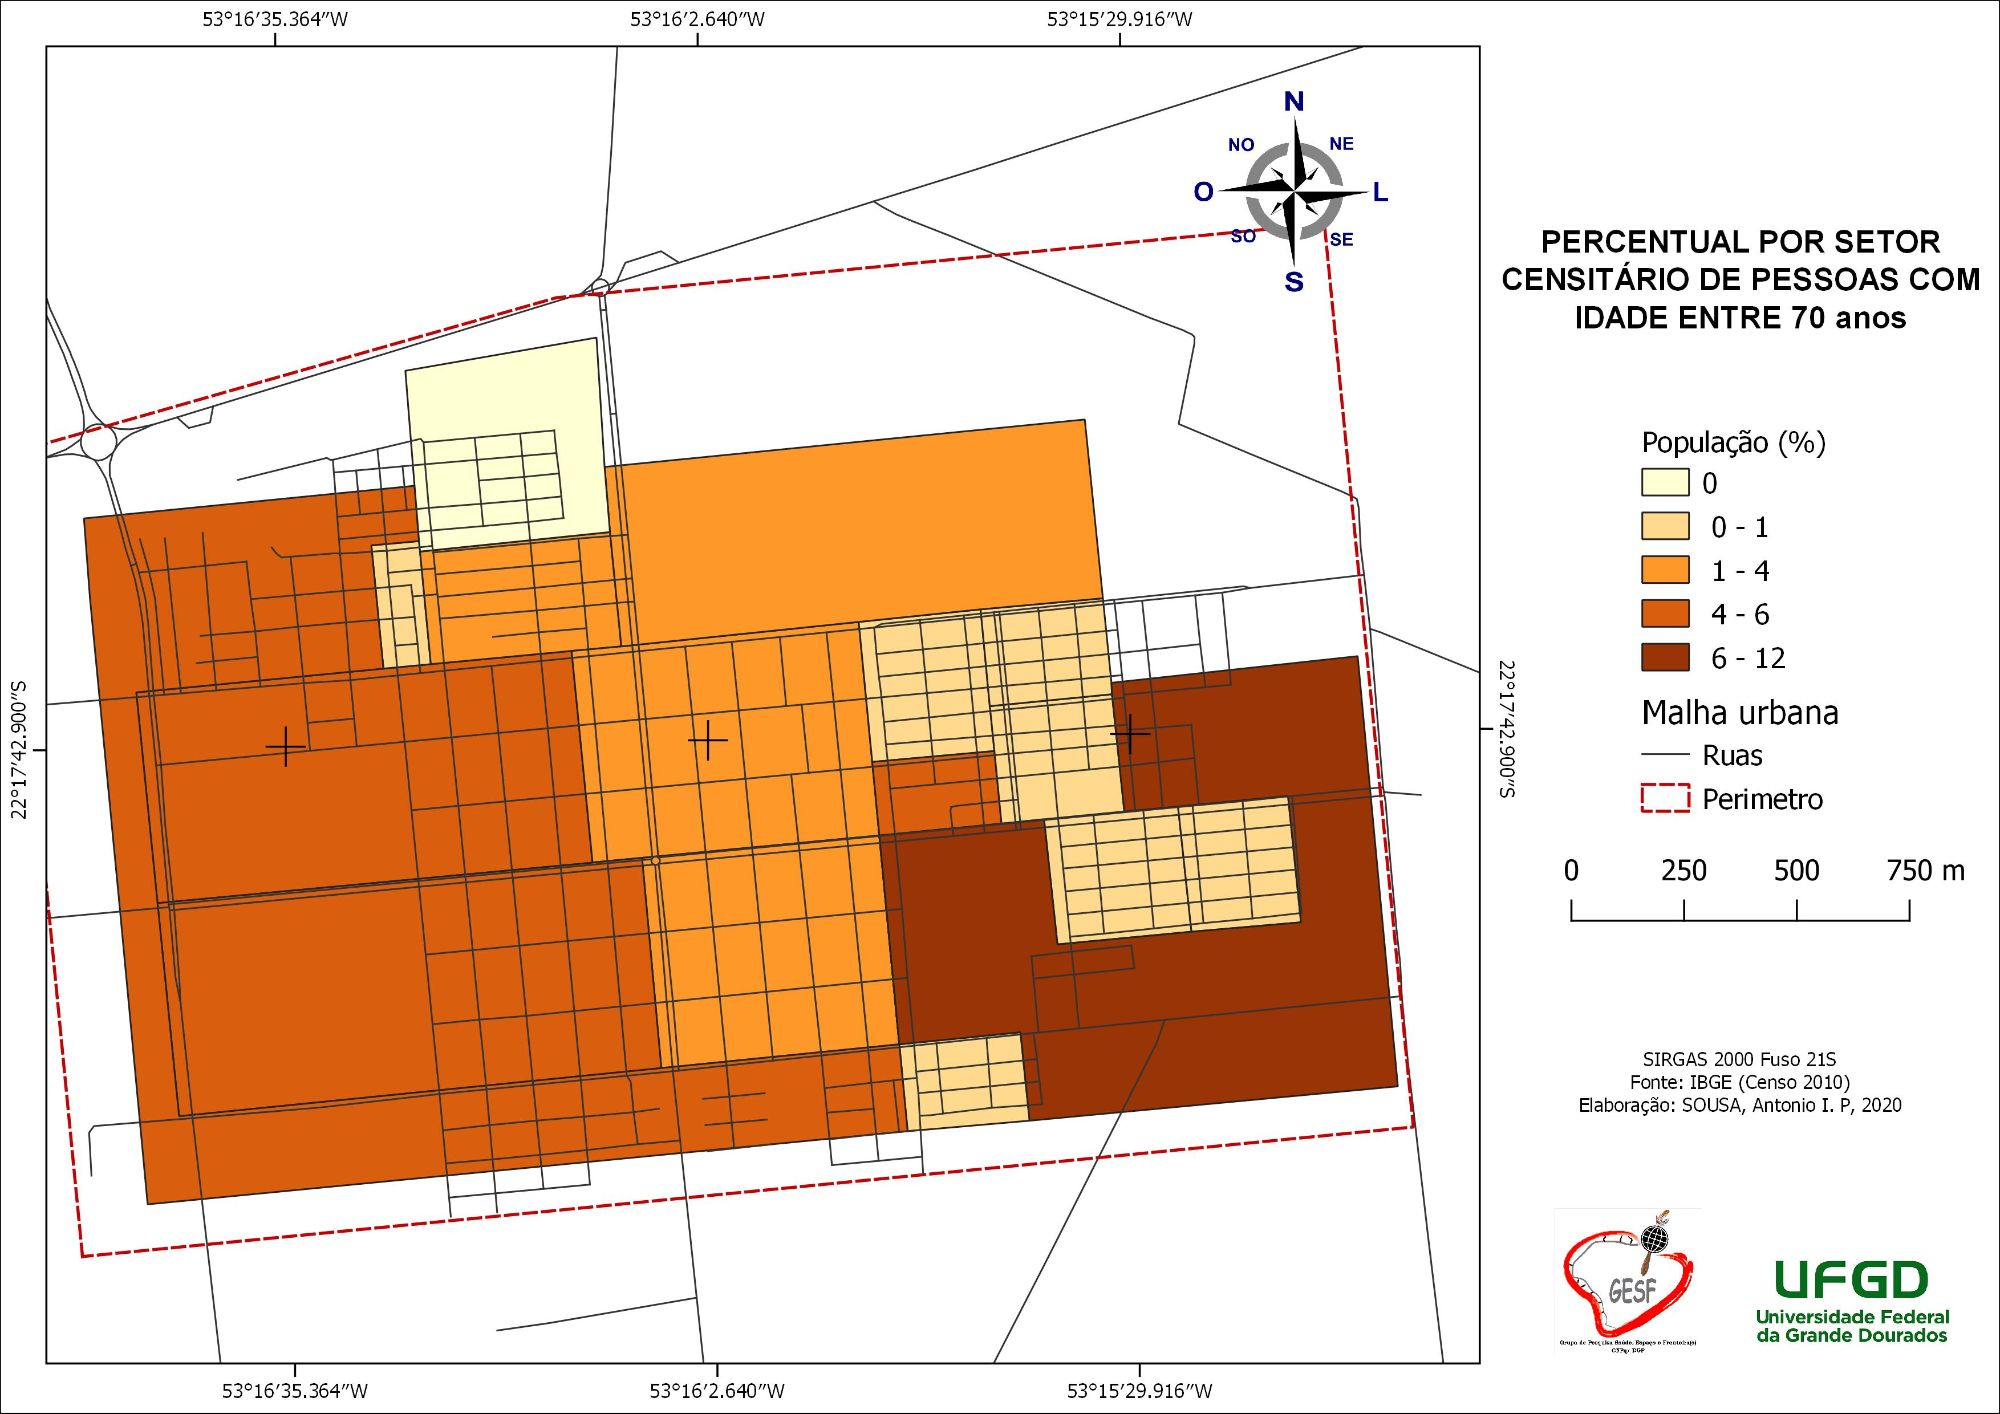 53°16'35.364"W
53°16'2.640"W
53°15'29.916"W
N
NO
NE
O
L
SO
SE
S
PERCENTUAL POR SETOR
CENSITÁRIO DE PESSOAS COM
IDADE ENTRE 70 anos
População (%)
0
0 - 1
1 - 4
4 - 6
6 - 12
Malha urbana
Ruas
Perimetro
0 250 500 750 m
22°17'42.900"S
22°17'42.900"S
SIRGAS 2000 Fuso 21S
Fonte: IBGE (Censo 2010)
Elaboração: SOUSA, Antonio I. P, 2020
GESF
Grupo de Pesquisa Saúde, Espaço e Fronteira(s)
UFGD
Universidade Federal
da Grande Dourados
53°16'35.364"W
53°16'2.640"W
53°15'29.916"W